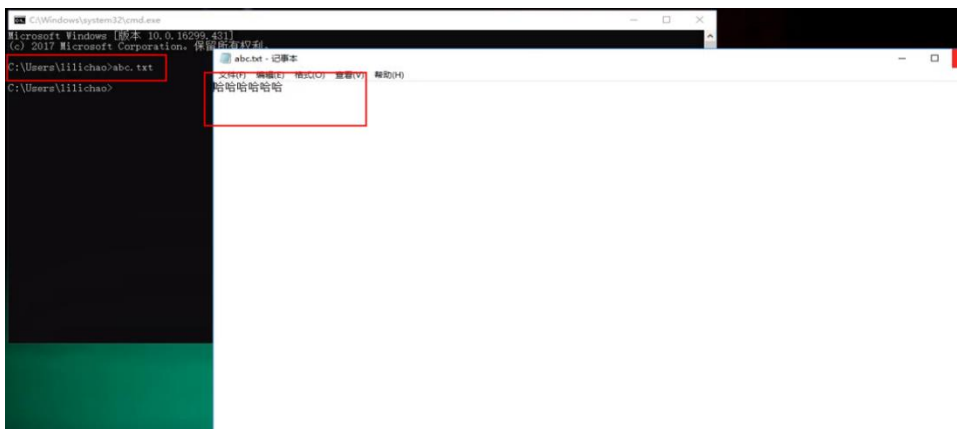 C:\Windows\system32\cmd.exe
Microsoft Windows [版本 10.0.16299.431]
(c) 2017 Microsoft Corporation。保留所有权利。
C:\Users\lilichao>abc.txt
C:\Users\lilichao>
abc.txt - 记事本
文件(F) 编辑(E) 格式(O) 查看(V) 帮助(H)
哈哈哈哈哈哈